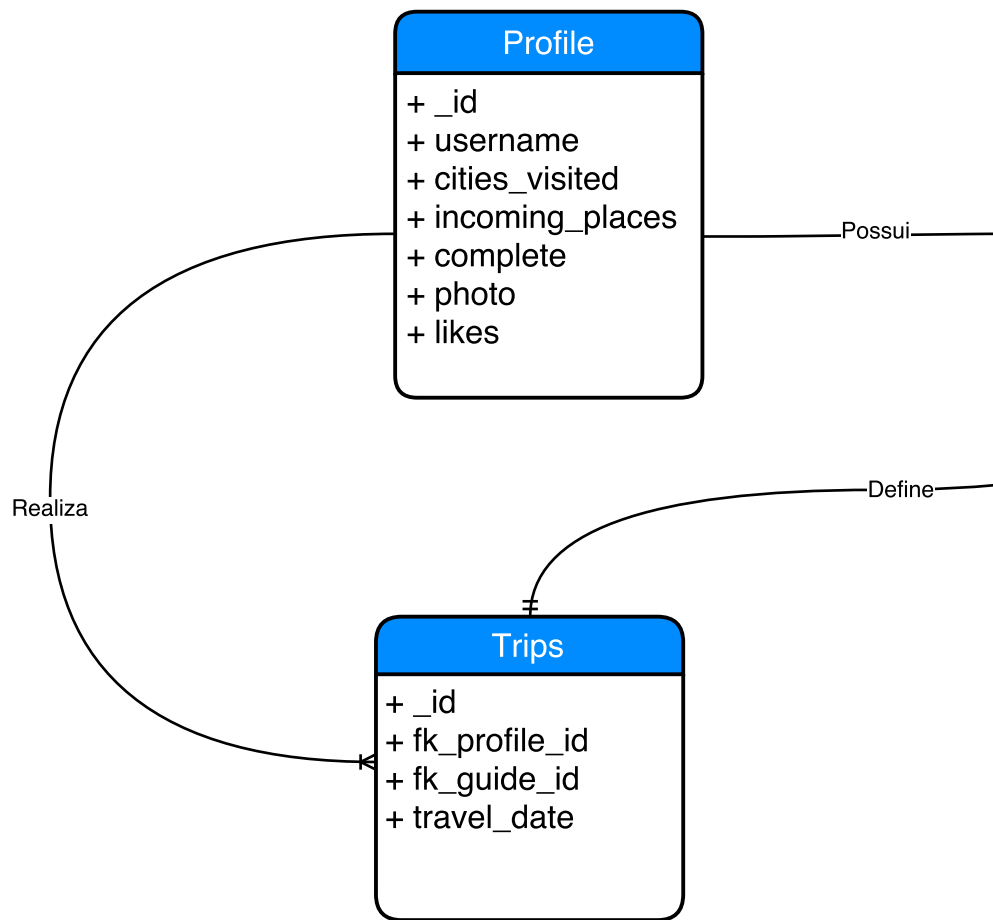 Profile
+ _id
+ username
+ cities_visited
+ incoming_places
+ complete
+ photo
+ likes
Possui
Realiza
Define
Trips
+ _id
+ fk_profile_id
+ fk_guide_id
+ travel_date